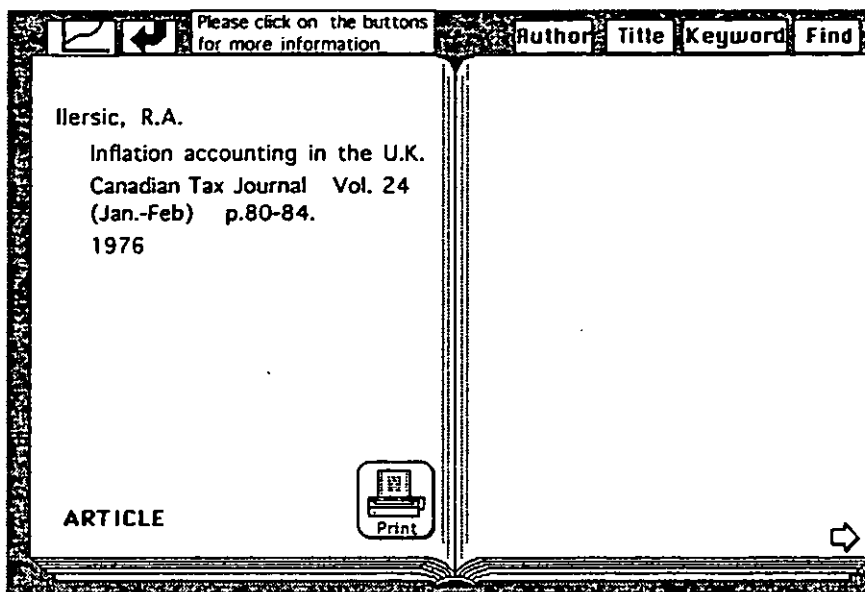 Please click on the buttons
for more information
Author Title Keyword Find
Ilersic, R.A.
Inflation accounting in the U.K.
Canadian Tax Journal Vol. 24
(Jan.-Feb) p.80-84.
1976
ARTICLE
Print